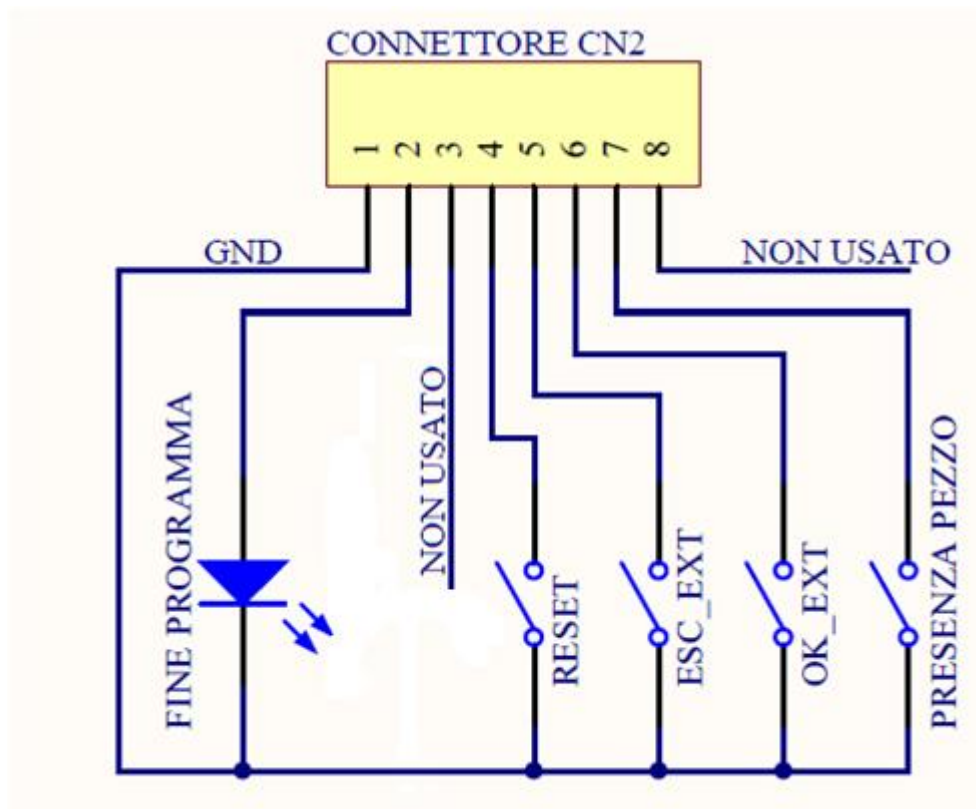 CONNETTORE CN2
1 2 3 4 5 6 7 8
GND
NON USATO
FINE PROGRAMMA
NON USATO
RESET
ESC_EXT
OK_EXT
PRESENZA PEZZO